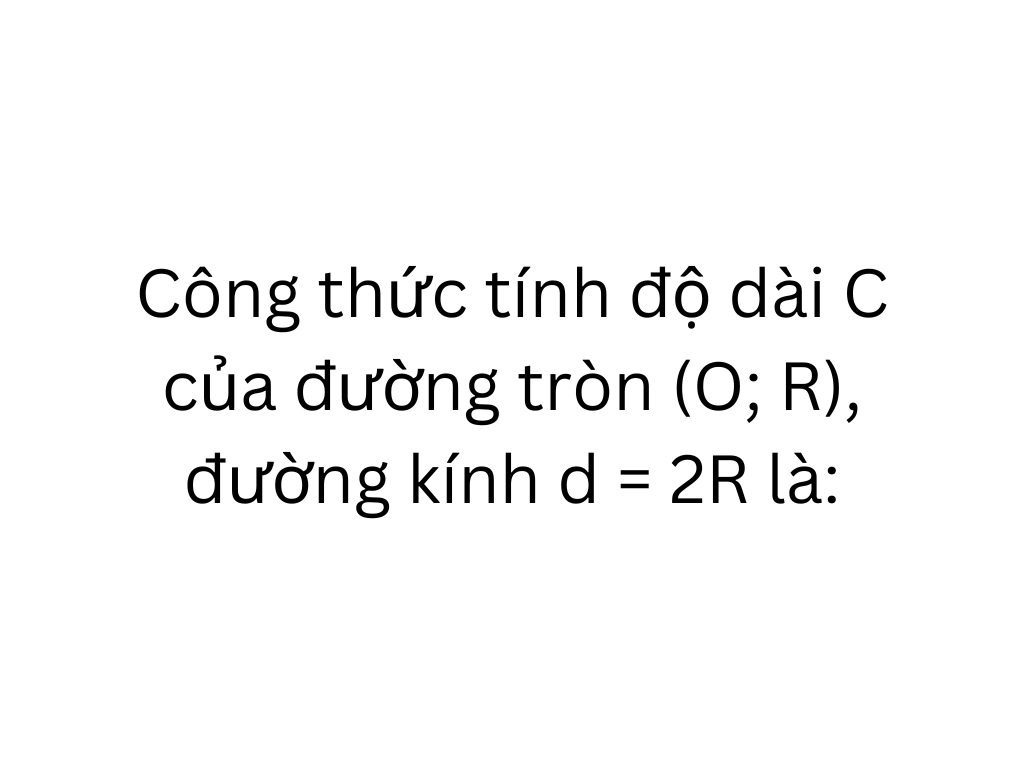 Công thức tính độ dài C
của đường tròn (O; R),
đường kính d = 2R là: